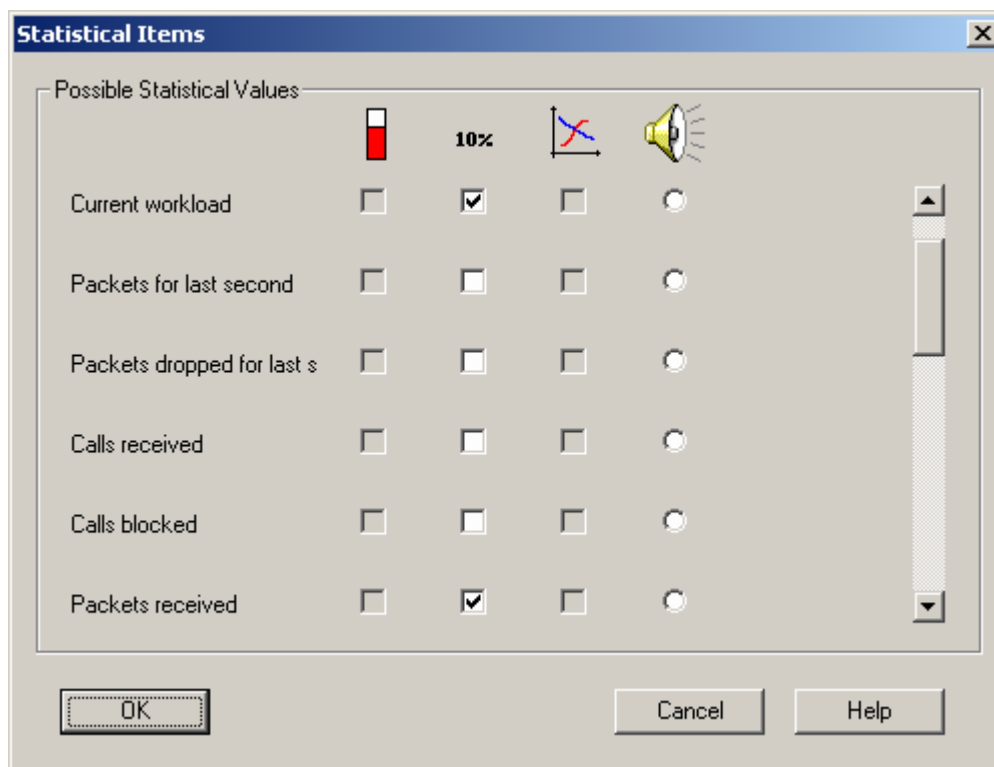 Statistical Items
Possible Statistical Values
10%
Current workload
Packets for last second
Packets dropped for last s
Calls received
Calls blocked
Packets received
OK Cancel Help